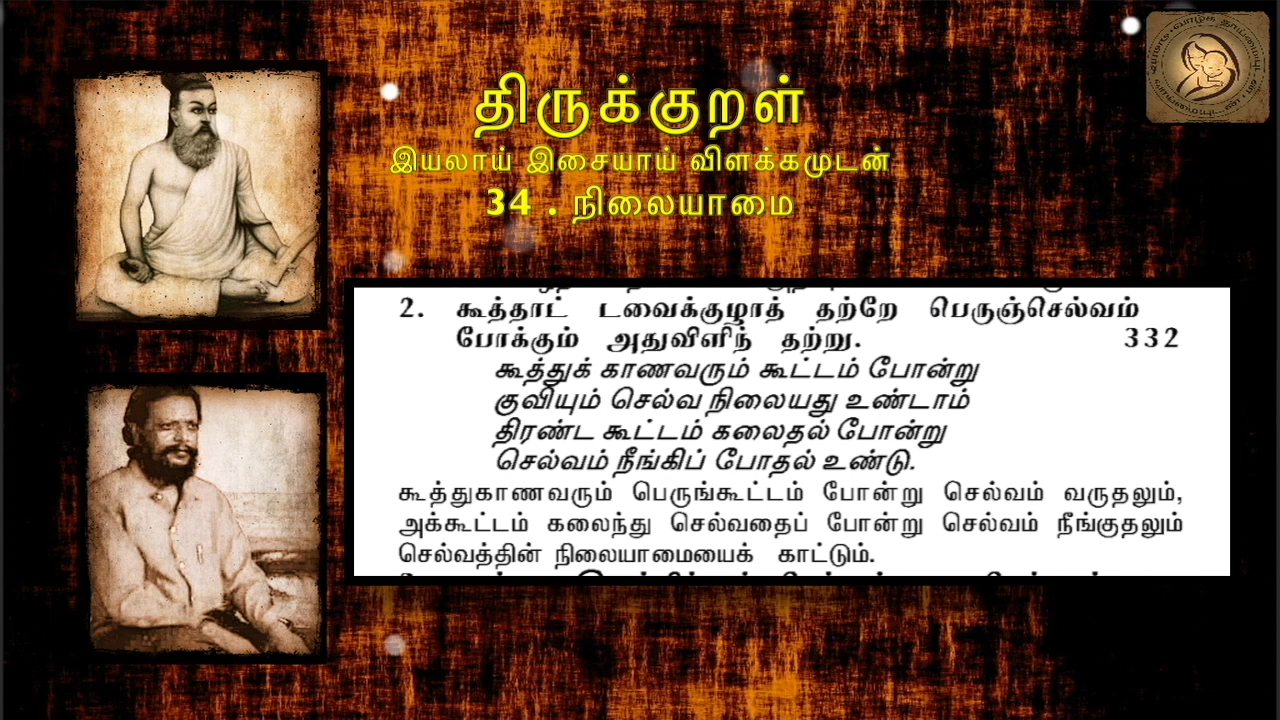 திருக்குறள்
இயலாய் இசையாய் விளக்கமுடன்
34 . நிலையாமை
2. கூத்தாட் டவைக்குழாத் தற்றே பெருஞ்செல்வம்
போக்கும் அதுவிளிந் தற்று. 332
கூத்துக் காணவரும் கூட்டம் போன்று
குவியும் செல்வ நிலையது உண்டாம்
திரண்ட கூட்டம் கலைதல் போன்று
செல்வம் நீங்கிப் போதல் உண்டு.
கூத்துகாணவரும் பெருங்கூட்டம் போன்று செல்வம் வருதலும்,
அக்கூட்டம் கலைந்து செல்வதைப் போன்று செல்வம் நீங்குதலும்
செல்வத்தின் நிலையாமையைக் காட்டும்.